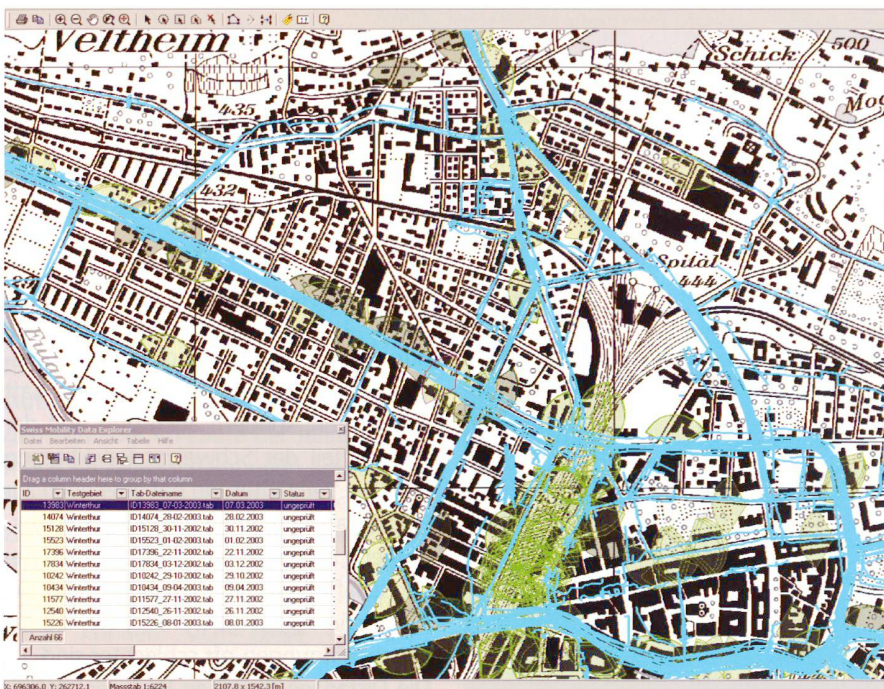 Veltheim
Schick
500
435
432
Spital
444
Eulach
Swiss Mobility Data Explorer
Datei Bearbeiten Ansicht Tabelle Hilfe
Drag a column header here to group by that column
ID Testgebiet Tab-Dateiname Datum Status
13983 Winterthur ID13983_07-03-2003.tab 07.03.2003 ungeprüft
14074 Winterthur ID14074_28-02-2003.tab 28.02.2003 ungeprüft
15128 Winterthur ID15128_30-11-2002.tab 30.11.2002 ungeprüft
15523 Winterthur ID15523_01-02-2003.tab 01.02.2003 ungeprüft
17396 Winterthur ID17396_22-11-2002.tab 22.11.2002 ungeprüft
17834 Winterthur ID17834_03-12-2002.tab 03.12.2002 ungeprüft
10242 Winterthur ID10242_29-10-2002.tab 29.10.2002 ungeprüft
10434 Winterthur ID10434_09-04-2003.tab 09.04.2003 ungeprüft
11577 Winterthur ID11577_27-11-2002.tab 27.11.2002 ungeprüft
12540 Winterthur ID12540_26-11-2002.tab 26.11.2002 ungeprüft
15226 Winterthur ID15226_08-01-2003.tab 08.01.2003 ungeprüft
Anzahl 66
X: 696306.0 Y: 262712.1 Massstab 1:6224 2107.8 x 1542.3 [m]